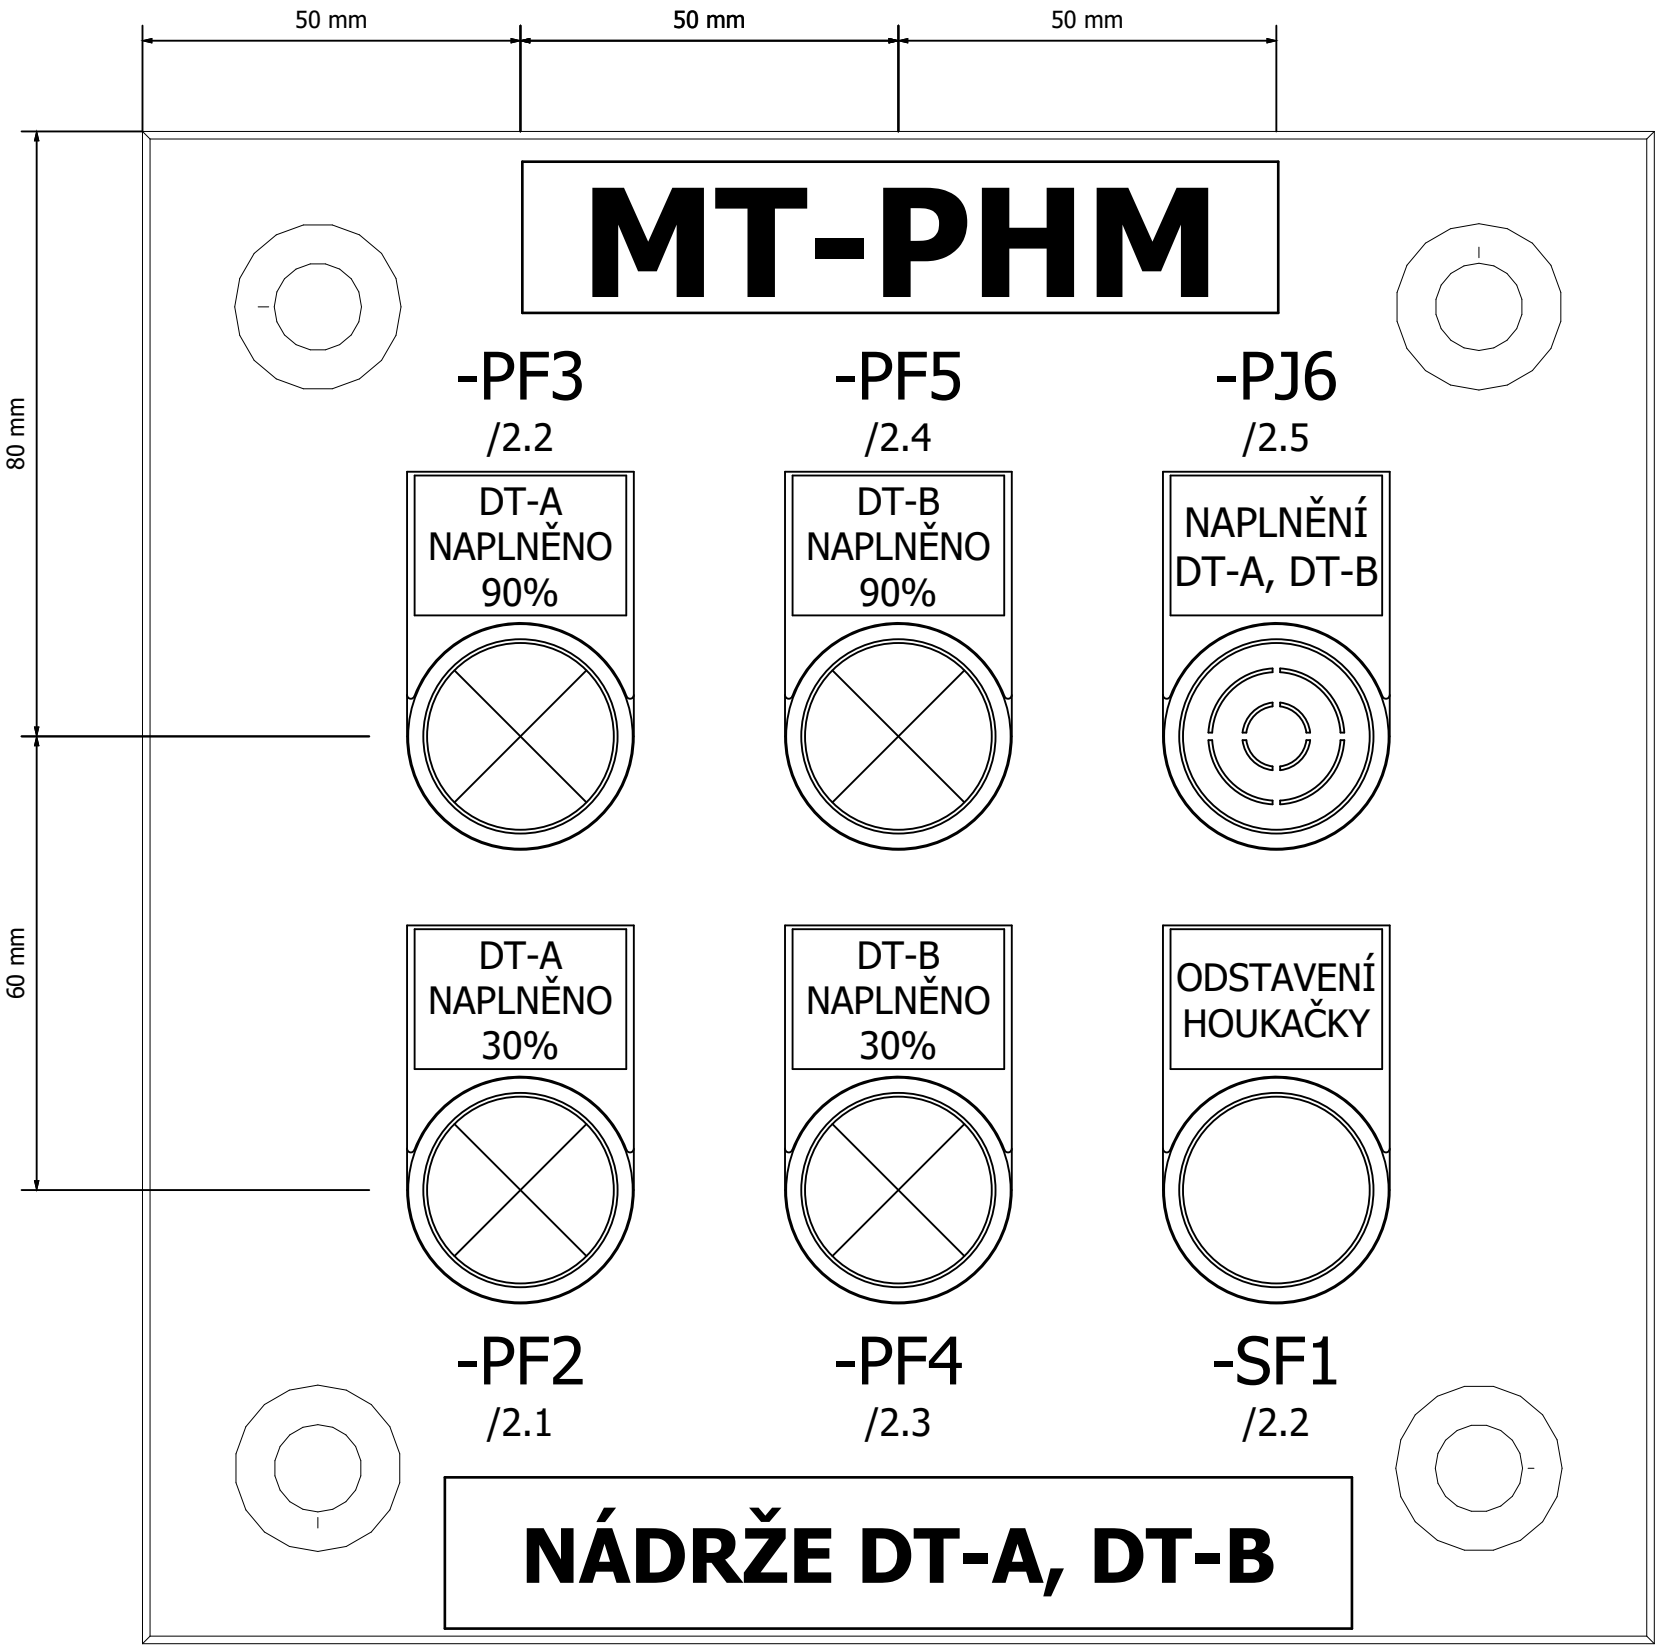 50 mm
50 mm
50 mm
80 mm
60 mm
MT-PHM
-PF3
/2.2
-PF5
/2.4
-PJ6
/2.5
DT-A
NAPLNĚNO
90%
DT-B
NAPLNĚNO
90%
NAPLNĚNÍ
DT-A, DT-B
DT-A
NAPLNĚNO
30%
DT-B
NAPLNĚNO
30%
ODSTAVENÍ
HOUKAČKY
-PF2
/2.1
-PF4
/2.3
-SF1
/2.2
NÁDRŽE DT-A, DT-B